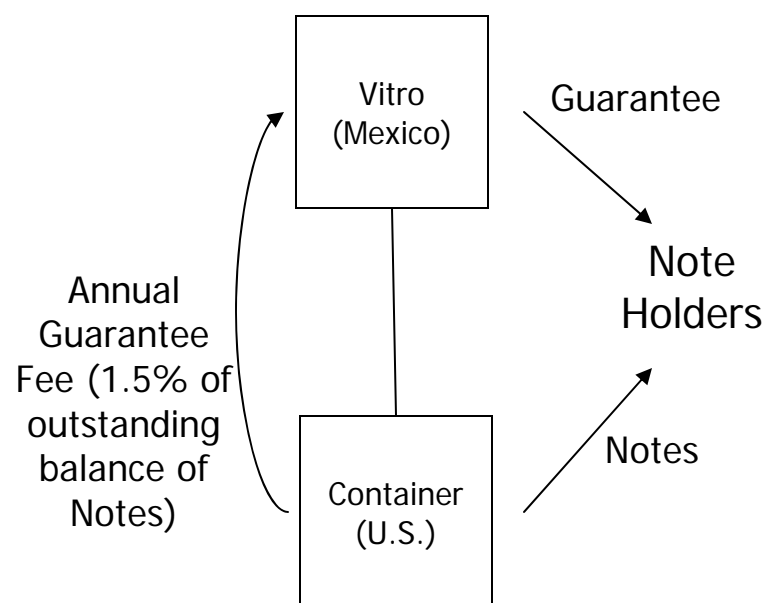 Vitro
(Mexico)
Guarantee
Note
Holders
Annual
Guarantee
Fee (1.5% of
outstanding
balance of
Notes)
Notes
Container
(U.S.)